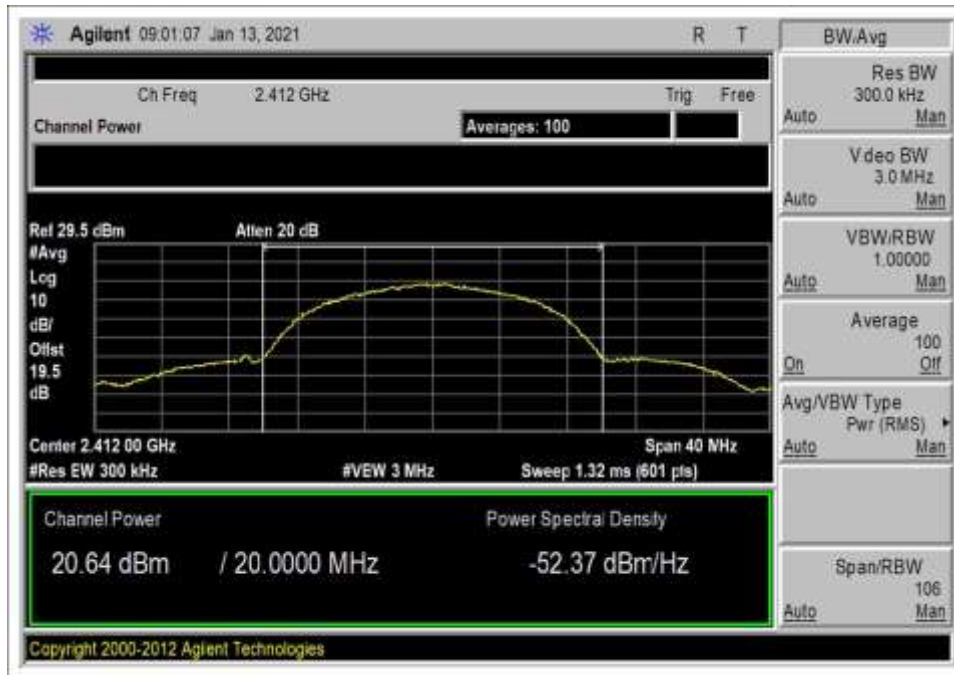 Agilent 09:01:07 Jan 13, 2021 R T
Ch Freq 2.412 GHz Trig Free
Channel Power Averages: 100
Ref 29.5 dBm Atten 20 dB
#Avg
Log
10
dB/
Offst
19.5
dB
Center 2.412 00 GHz Span 40 MHz
#Res EW 300 kHz #VEW 3 MHz Sweep 1.32 ms (601 pts)
Channel Power Power Spectral Density
20.64 dBm / 20.0000 MHz -52.37 dBm/Hz
Copyright 2000-2012 Agilent Technologies
BW/Avg
Res BW
300.0 kHz
Auto Man
Video BW
3.0 MHz
Auto Man
VBW/RBW
1.00000
Auto Man
Average
100
On Off
Avg/VBW Type
Pwr (RMS)
Auto Man
Span/RBW
106
Auto Man